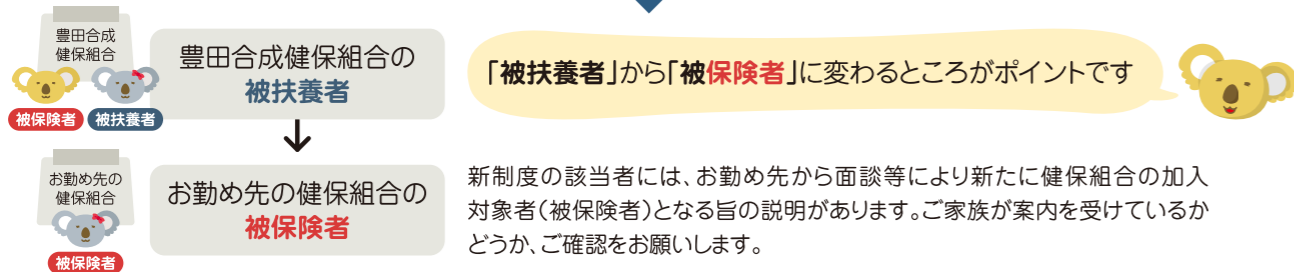 豊田合成
健保組合
被保険者 被扶養者
豊田合成健保組合の
被扶養者
「被扶養者」から「被保険者」に変わるところがポイントです
お勤め先の
健保組合
被保険者
お勤め先の健保組合の
被保険者
新制度の該当者には、お勤め先から面談等により新たに健保組合の加入
対象者(被保険者)となる旨の説明があります。ご家族が案内を受けているか
どうか、ご確認をお願いします。